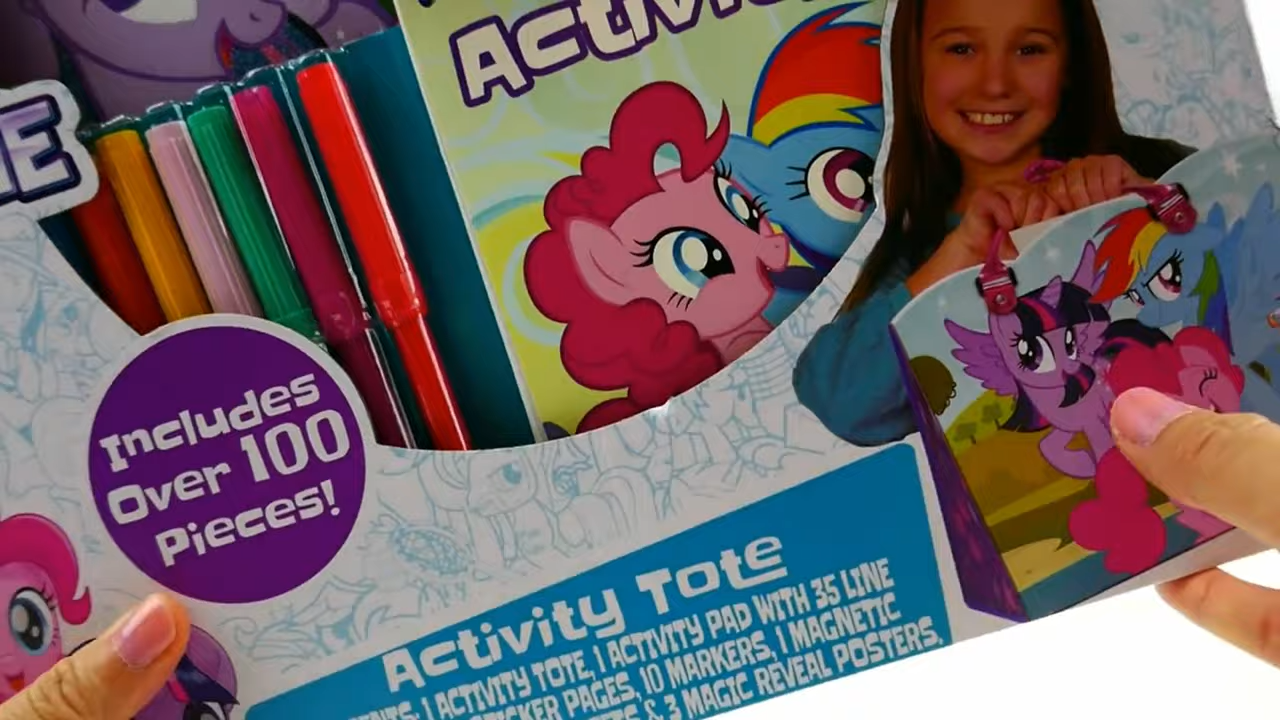 Includes
Over 100
Pieces!
Activity Tote
1 ACTIVITY TOTE, 1 ACTIVITY PAD WITH 35 LINE
STICKER PAGES, 10 MARKERS, 1 MAGNETIC
& 3 MAGIC REVEAL POSTERS.